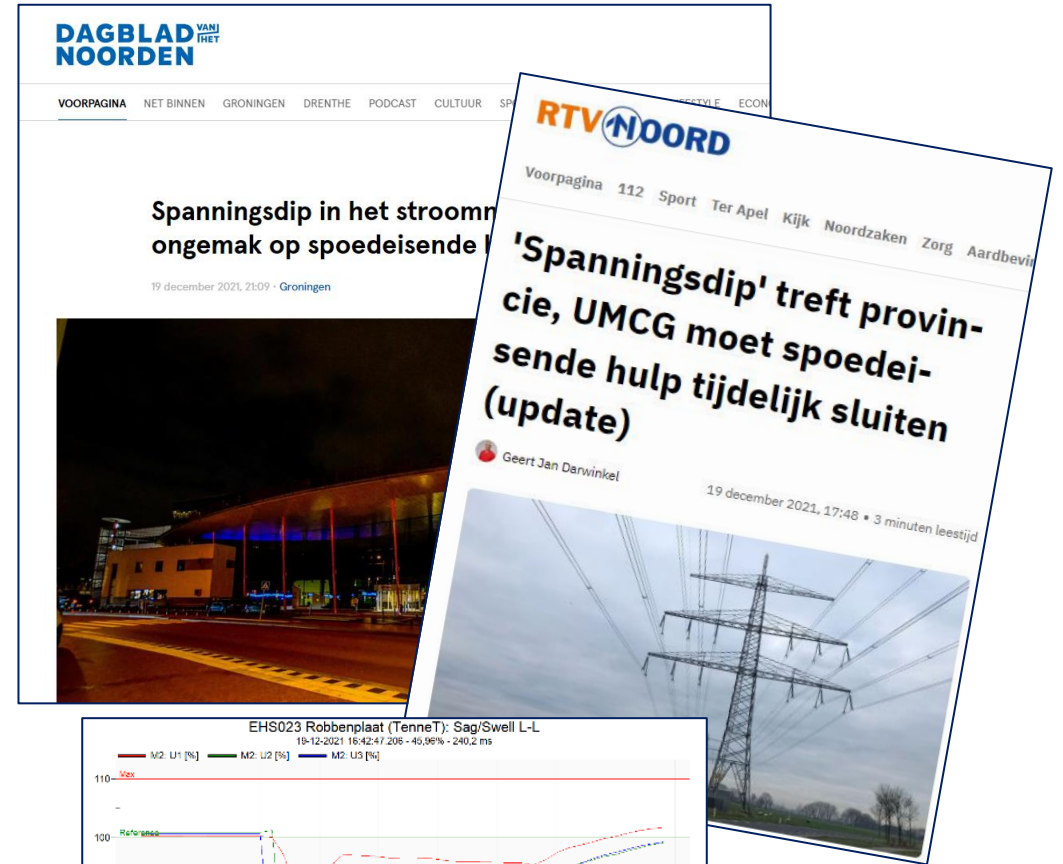 DAGBLAD VAN HET
NOORDEN
VOORPAGINA NET BINNEN GRONINGEN DRENTHE PODCAST CULTUUR
Spanningsdip in het
ongemak op spoedeisende
19 december 2021, 21:09 - Groningen
RTV NOORD
Voorpagina 112 Sport Ter Apel Kijk Noordzaken Zorg
'Spanningsdip' treft provin-
cie, UMCG moet spoedei-
sende hulp tijdelijk sluiten
(update)
Geert Jan Darwinkel
19 december 2021, 17:48 • 3 minuten leestijd
EHS023 Robbenplaat (TenneT): Sag/Swell L-L
19-12-2021 16:42:47.206 - 45,96% - 240,2 ms
M2: U1 [%] M2: U2 [%] M2: U3 [%]
110
Max
Reference
100